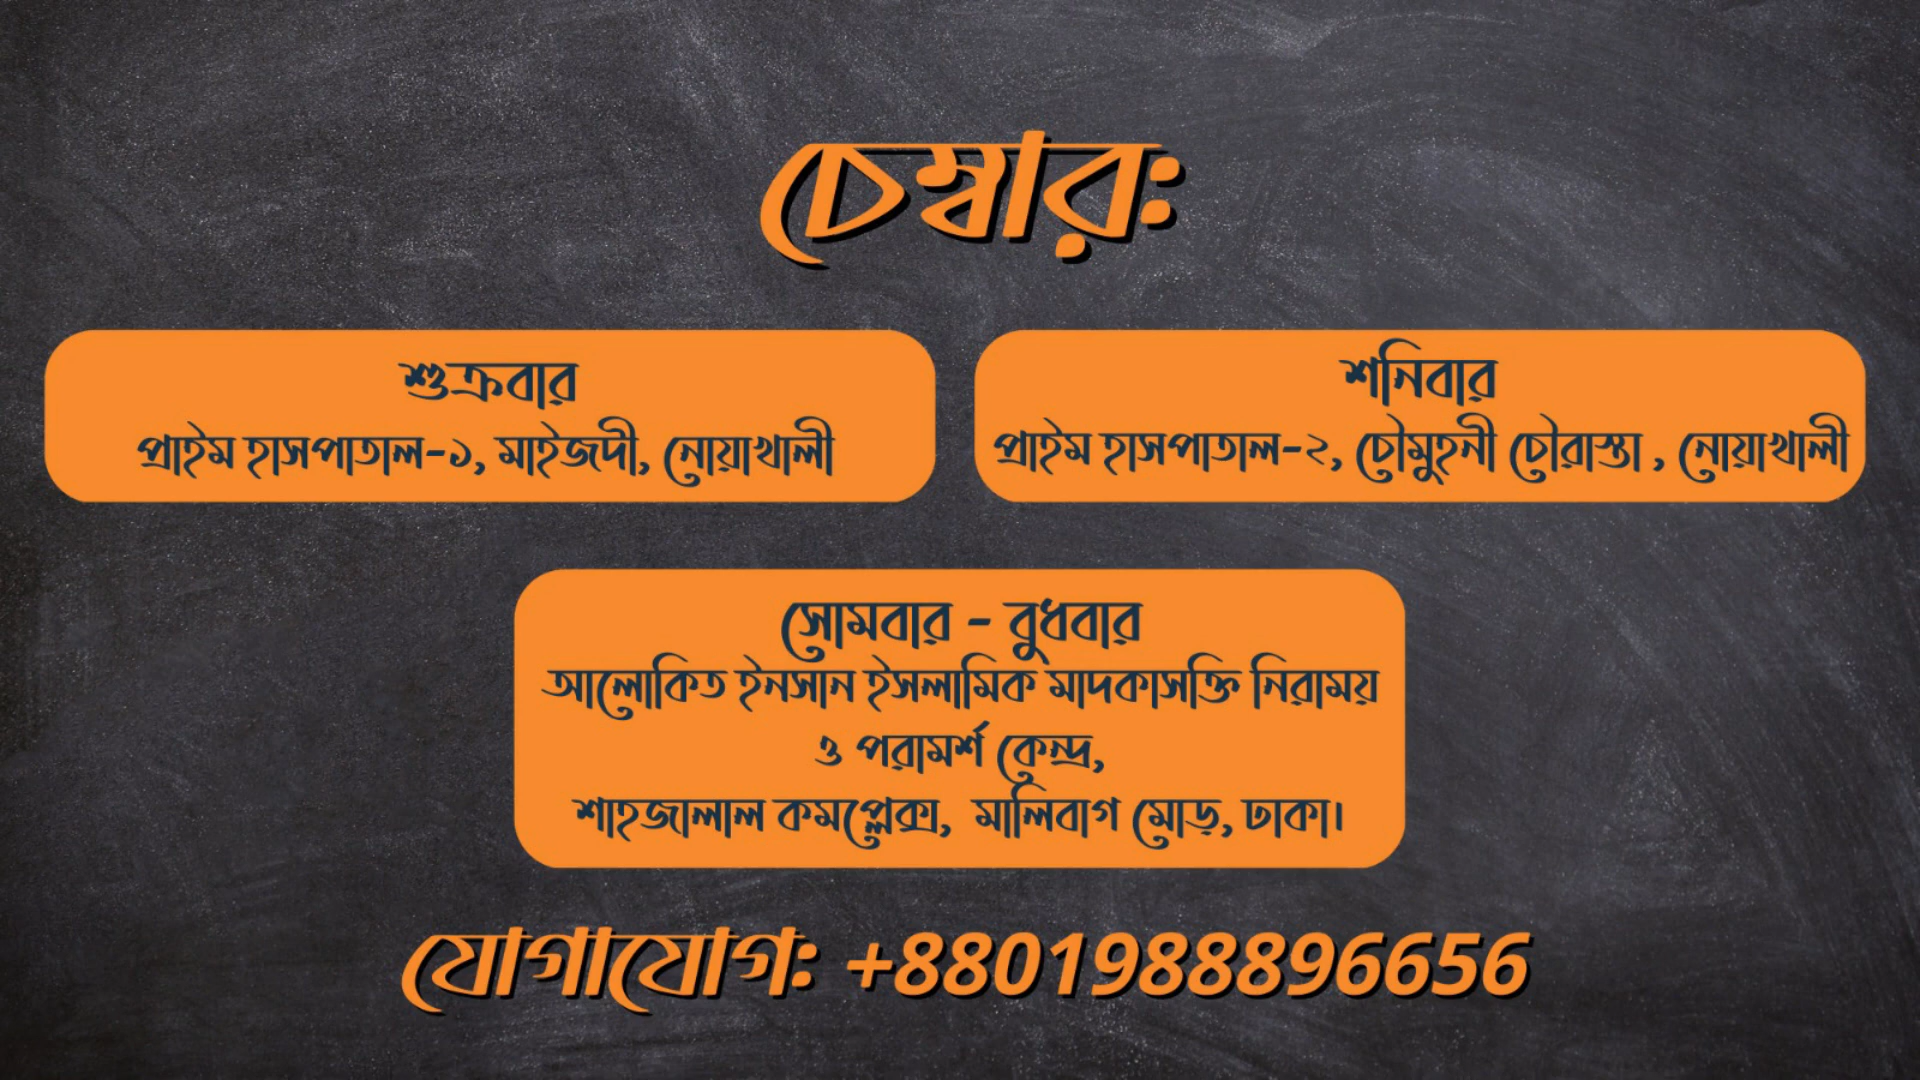 চেম্বার:
শুক্রবার
প্রাইম হাসপাতাল-১, মাইজদী, নোয়াখালী
শনিবার
প্রাইম হাসপাতাল-২, চৌমুহনী চৌরাস্তা , নোয়াখালী
সোমবার - বুধবার
আলোকিত ইনসান ইসলামিক মাদকাসক্তি নিরাময়
ও পরামর্শ কেন্দ্র,
শাহজালাল কমপ্লেক্স, মালিবাগ মোড়, ঢাকা।
যোগাযোগ: +8801988896656